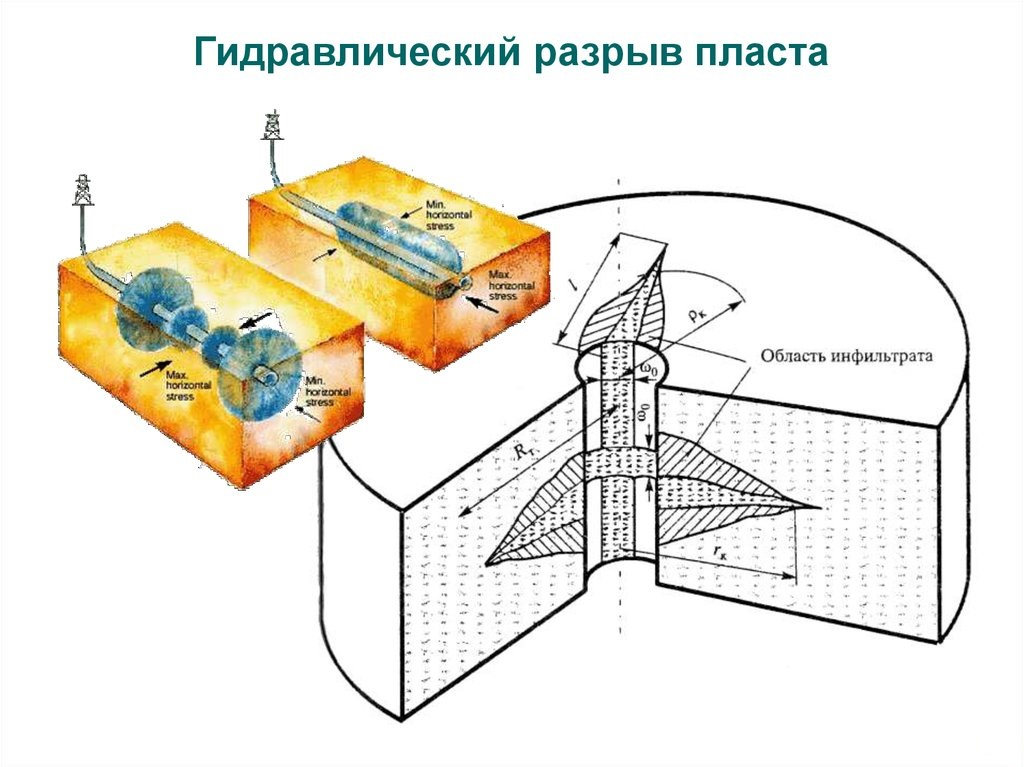 Гидравлический разрыв пласта
Min.
horizontal
stress
Max.
horizontal
stress
Max.
horizontal
stress
Min.
horizontal
stress
l
ρк
Область инфильтрата
ω0
ω0
Rт
rк